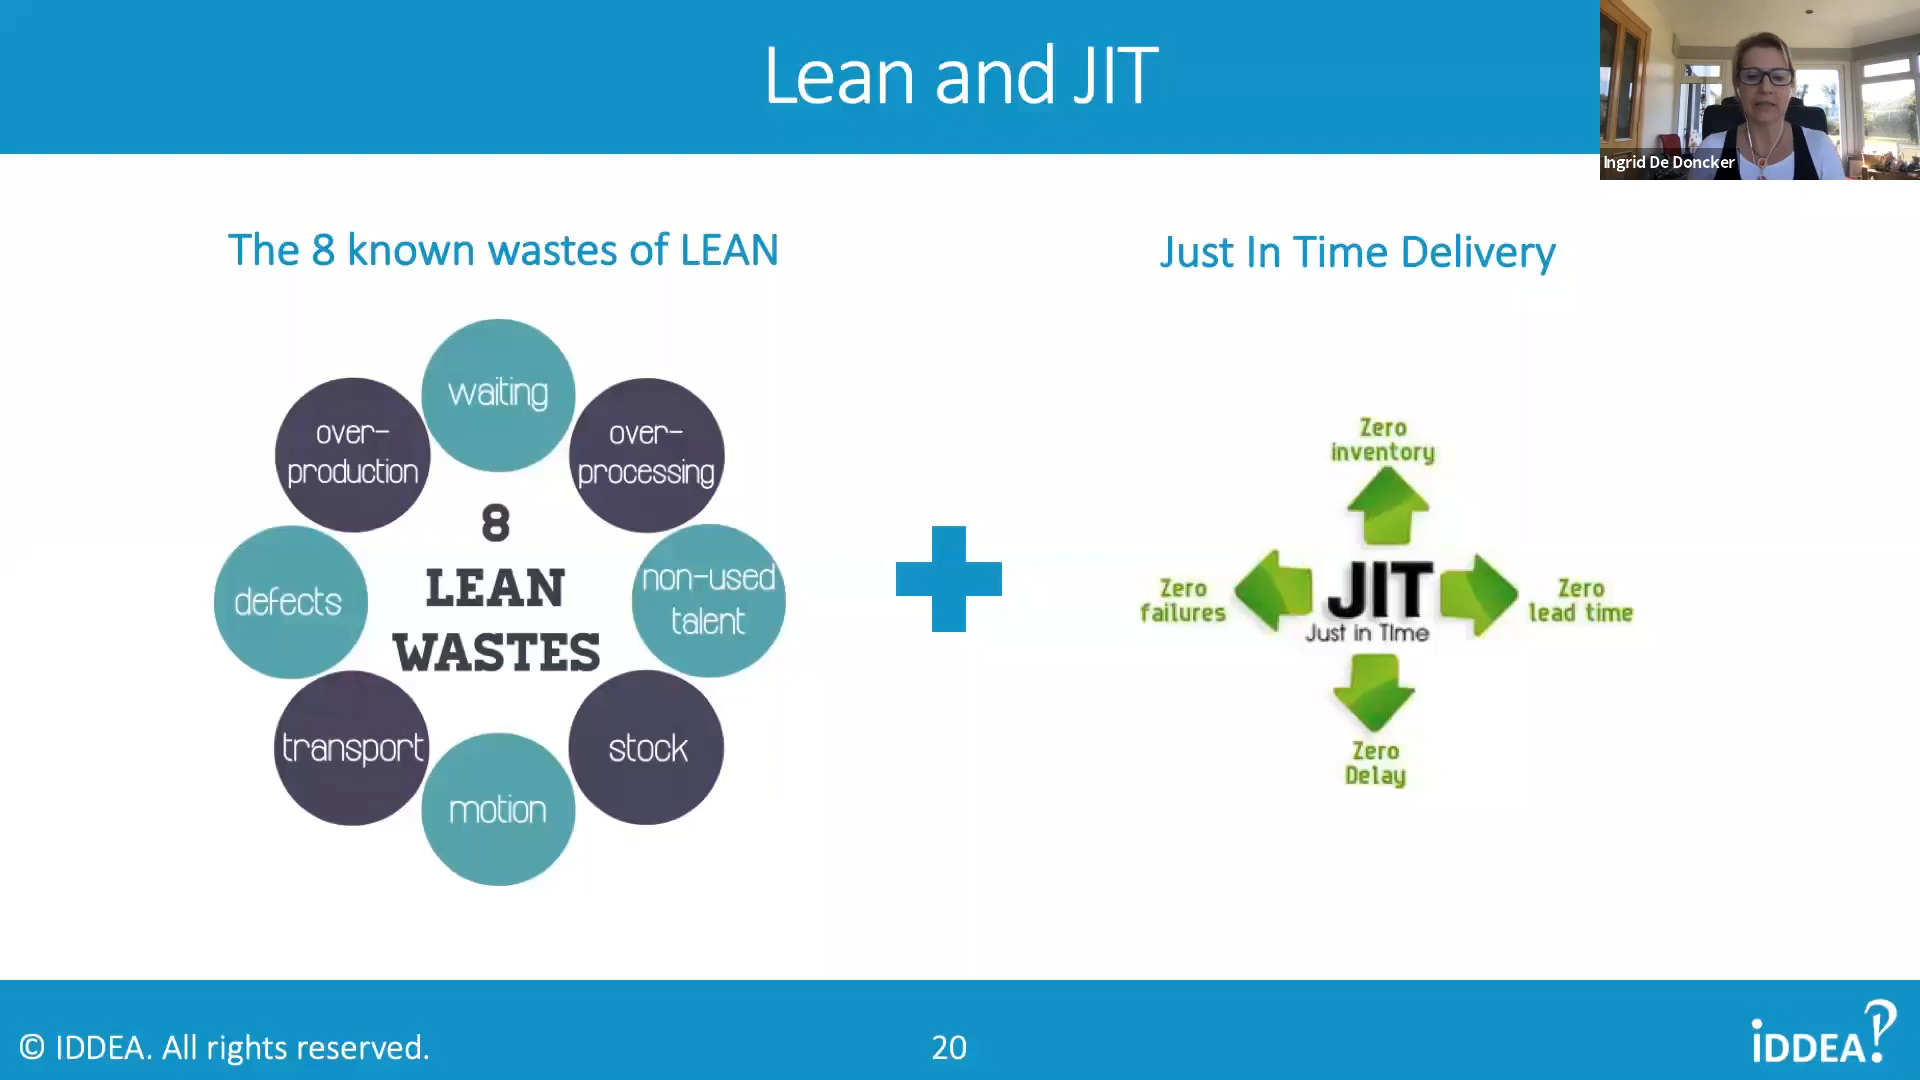 Lean and JIT
Ingrid De Doncker
The 8 known wastes of LEAN
waiting
over-
production
over-
processing
8
LEAN
WASTES
defects
non-used
talent
transport
stock
motion
Just In Time Delivery
Zero
inventory
Zero
failures
JIT
Just in Time
Zero
lead time
Zero
Delay
© IDDEA. All rights reserved.
20
iDDEA?